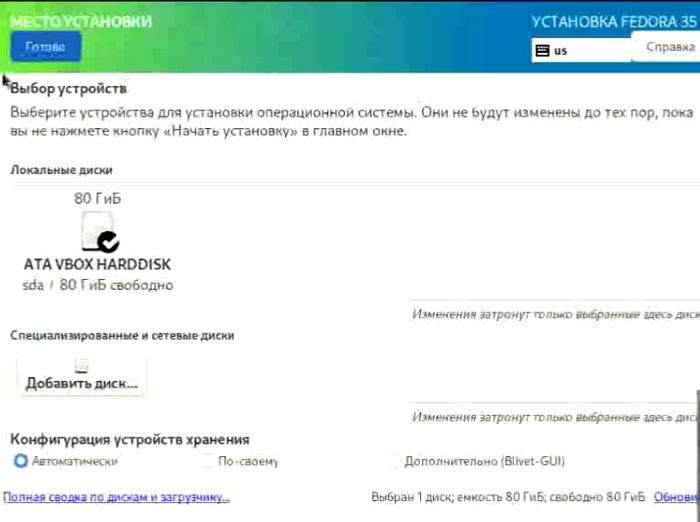 МЕСТО УСТАНОВКИ
УСТАНОВКА FEDORA 35
Готово
us
Справка
Выбор устройств
Выберите устройства для установки операционной системы. Они не будут изменены до тех пор, пока
вы не нажмете кнопку «Начать установку» в главном окне.
Локальные диски
80 ГиБ
ATA VBOX HARDDISK
sda / 80 ГиБ свободно
Изменения затронут только выбранные здесь диск
Специализированные и сетевые диски
Добавить диск...
Изменения затронут только выбранные здесь диск
Конфигурация устройств хранения
Автоматически
По-своему
Дополнительно (Blivet-GUI)
Полная сводка по дискам и загрузчику...
Выбран 1 диск; емкость 80 ГиБ; свободно 80 ГиБ
Обнови